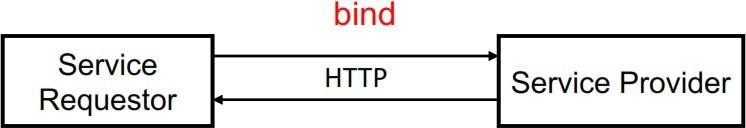 bind
Service
Requestor
HTTP
Service Provider